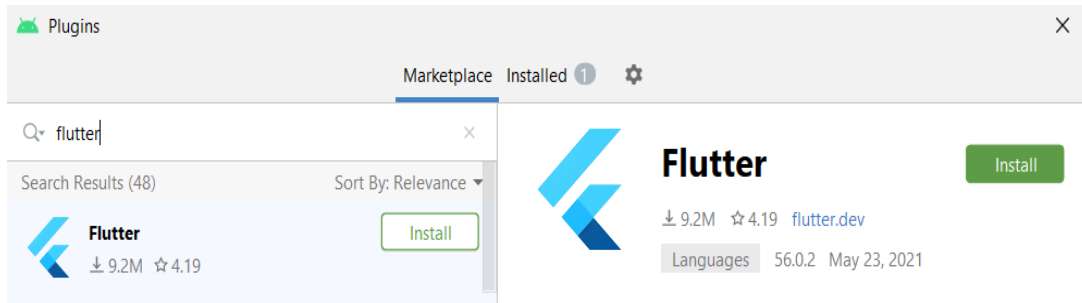 Plugins
Marketplace Installed 1
flutter
Search Results (48) Sort By: Relevance
Flutter Install
9.2M 4.19
Flutter Install
9.2M 4.19 flutter.dev
Languages 56.0.2 May 23, 2021